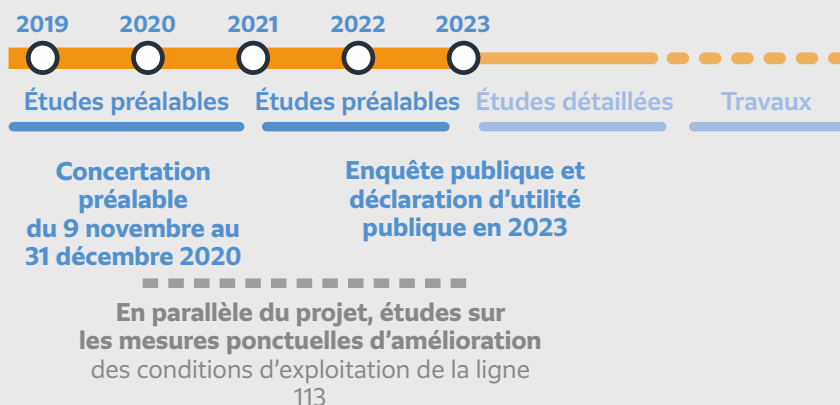 2019 2020 2021 2022 2023
Études préalables Études préalables Études détaillées Travaux
Concertation
préalable
du 9 novembre au
31 décembre 2020
Enquête publique et
déclaration d'utilité
publique en 2023
En parallèle du projet, études sur
les mesures ponctuelles d'amélioration
des conditions d'exploitation de la ligne
113